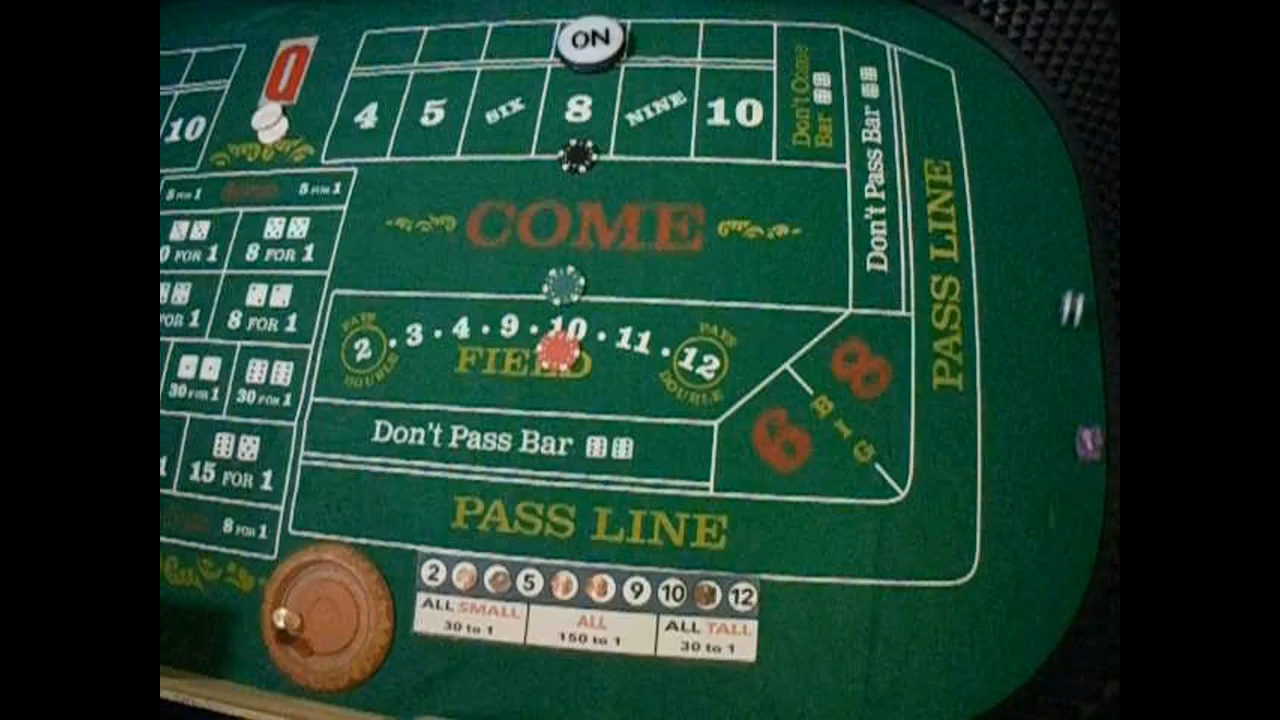 ON
4 5 SIX 8 NINE 10
Don't Come
Bar
Don't Pass Bar
PASS LINE
10
5 FOR 1
5 FOR 1
FOR 1
8 FOR 1
FOR 1
8 FOR 1
30 FOR 1
30 FOR 1
15 FOR 1
8 FOR 1
COME
PAYS
2
DOUBLE
· 3 · 4 · 9 · 10 · 11 ·
PAYS
12
DOUBLE
FIELD
8
6
BIG
Don't Pass Bar
PASS LINE
2 5 9 10 12
ALL SMALL
30 to 1
ALL
150 to 1
ALL TALL
30 to 1